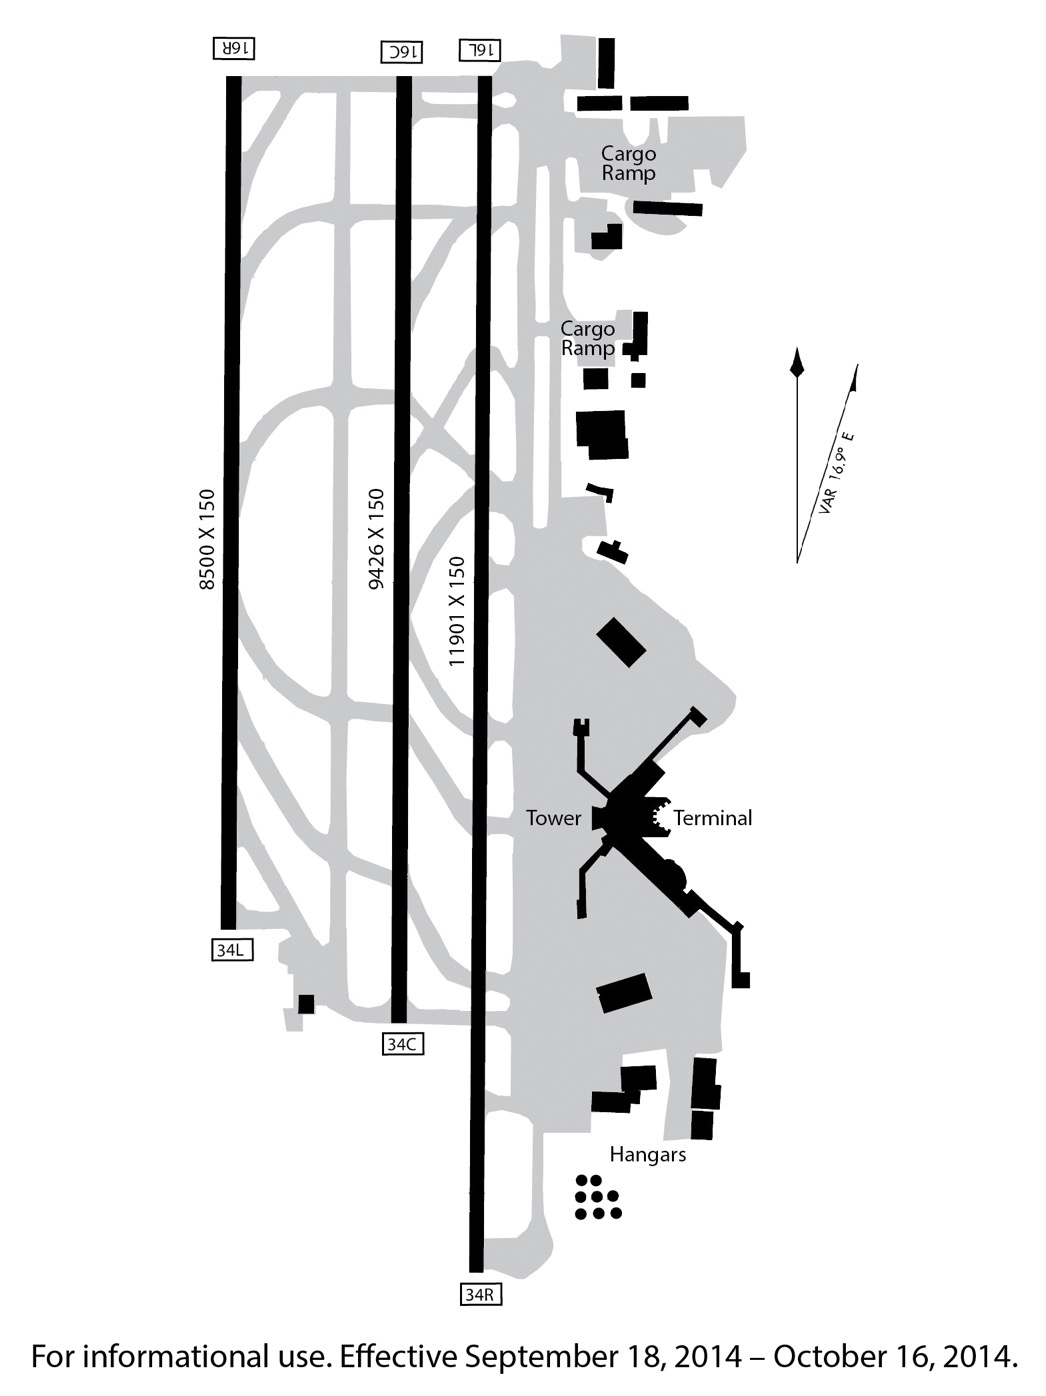 16R
16C
16L
Cargo
Ramp
Cargo
Ramp
VAR 16.9° E
8500 X 150
9426 X 150
11901 X 150
Tower
Terminal
34L
34C
Hangars
34R
For informational use. Effective September 18, 2014 – October 16, 2014.